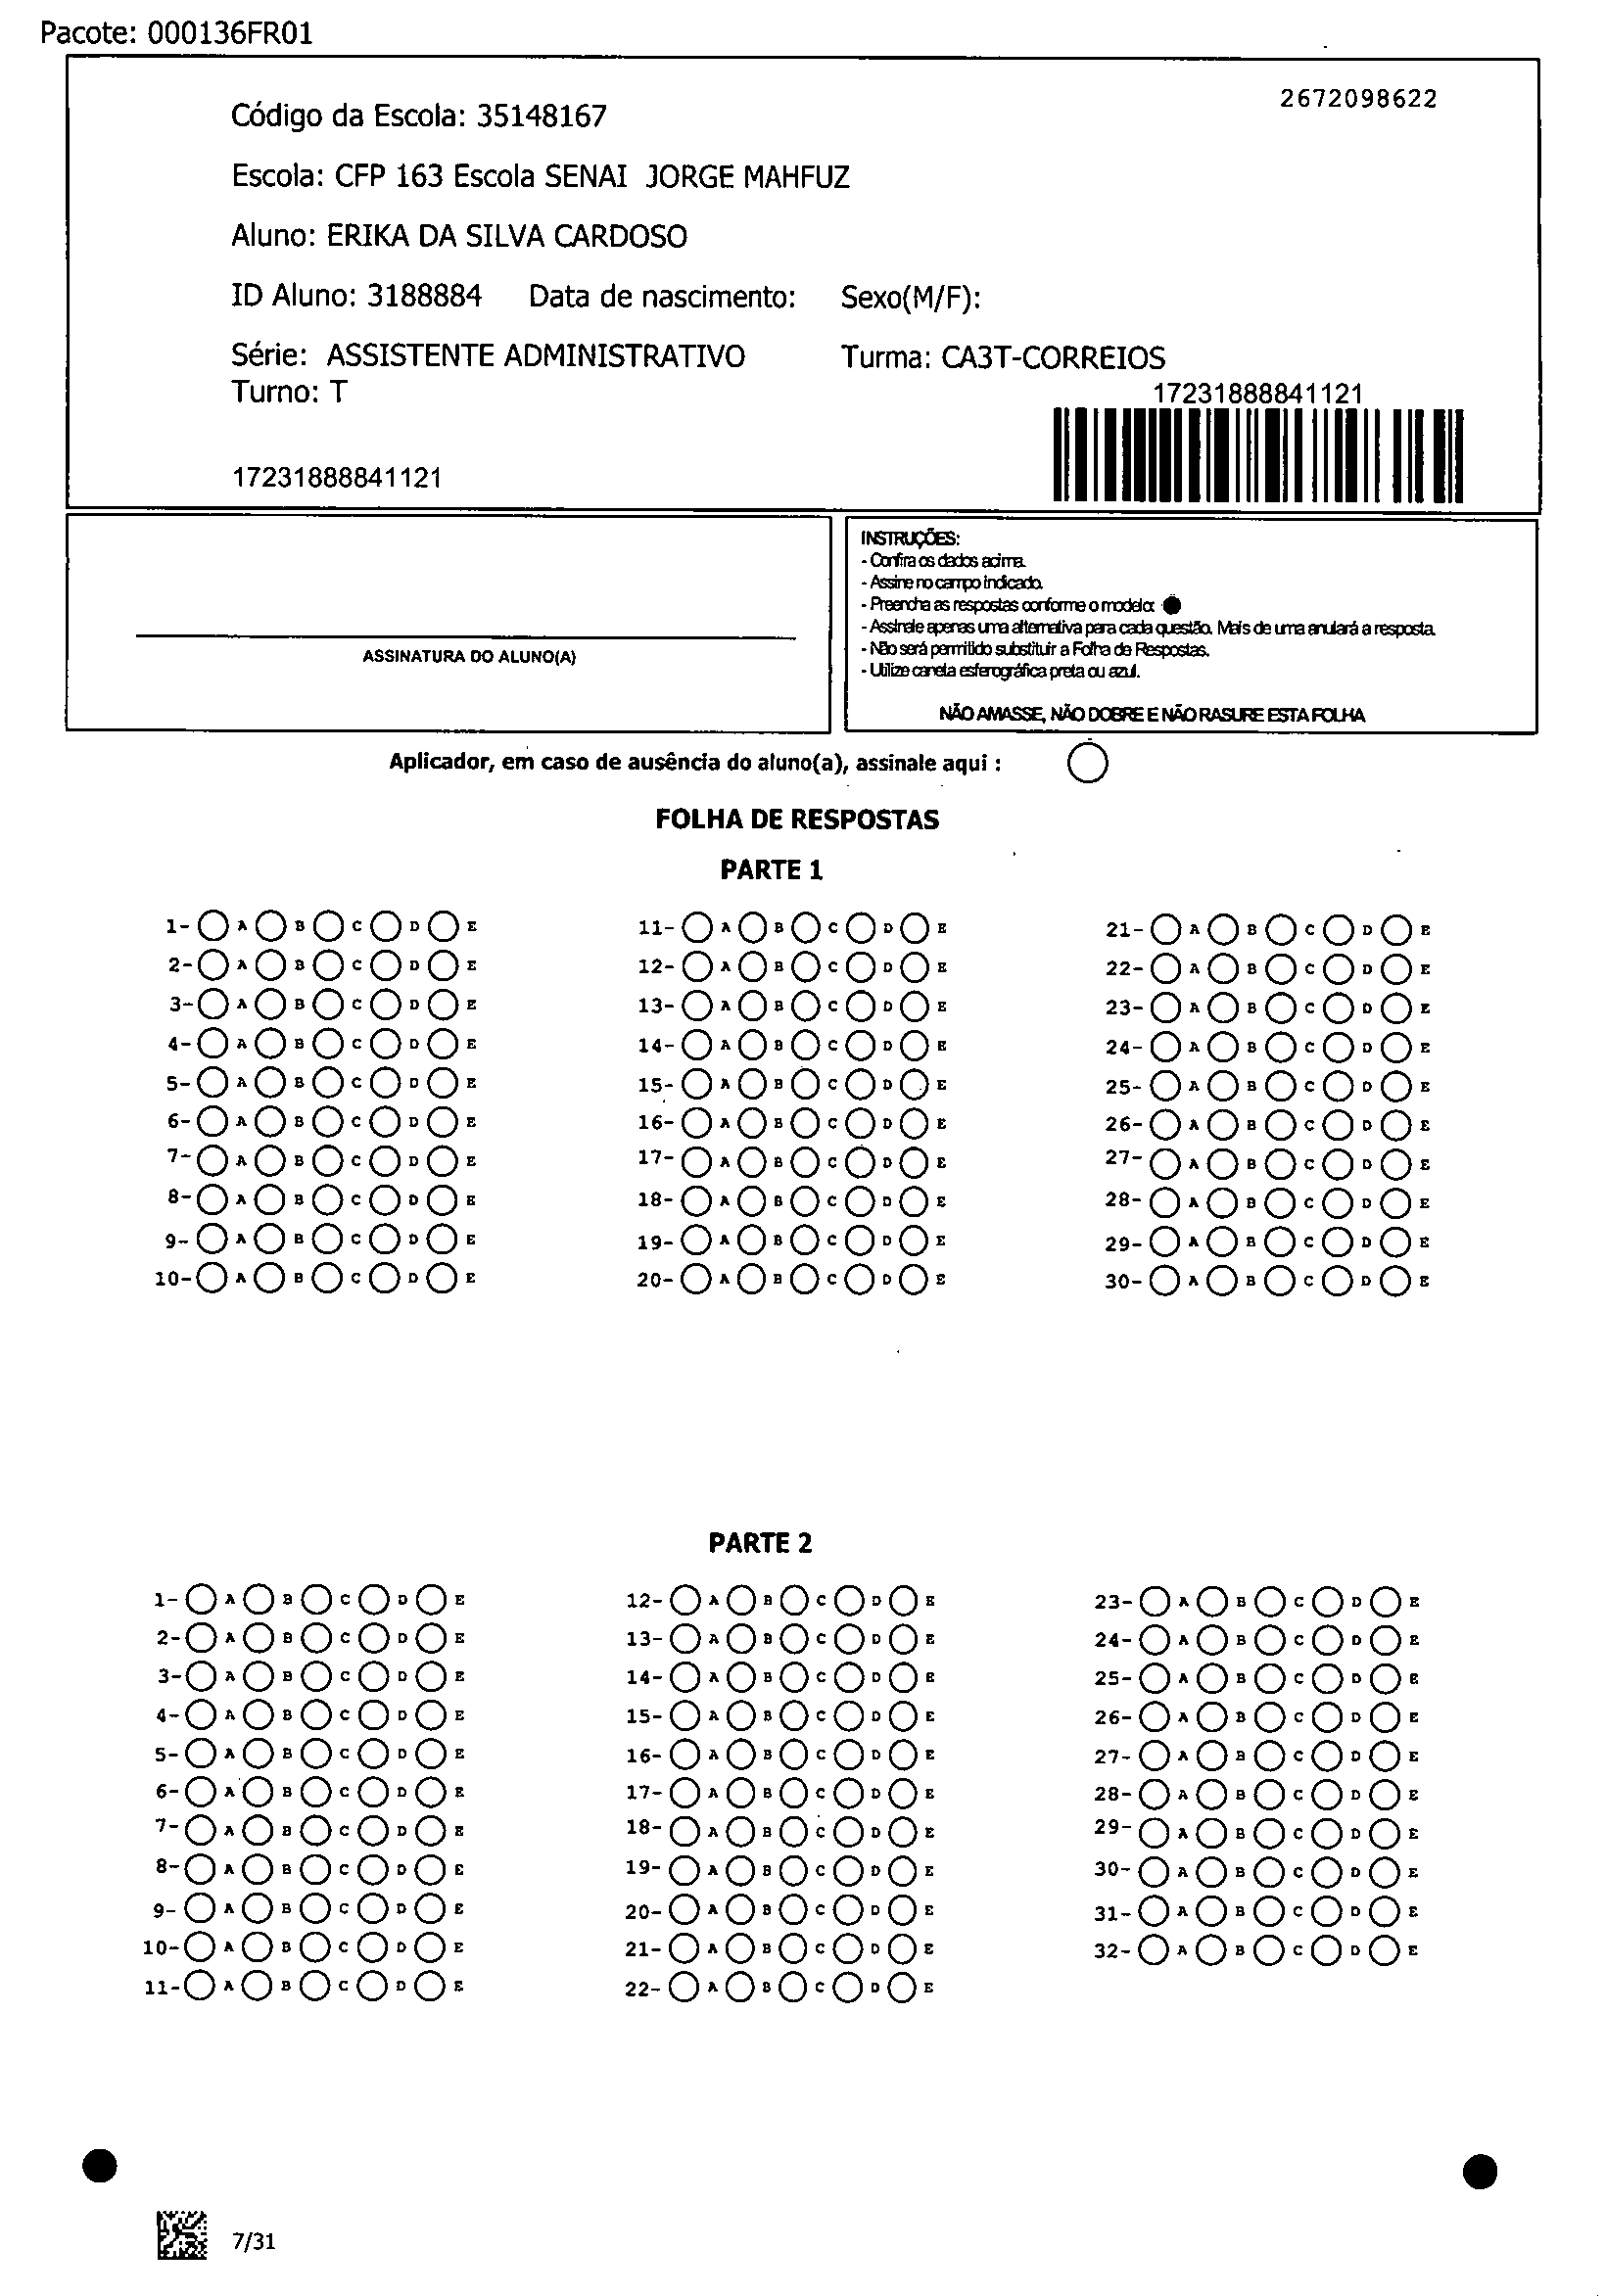 Pacote: 000136FR01
2672098622
Código da Escola: 35148167
Escola: CFP 163 Escola SENAI JORGE MAHFUZ
Aluno: ERIKA DA SILVA CARDOSO
ID Aluno: 3188884 Data de nascimento: Sexo(M/F):
Série: ASSISTENTE ADMINISTRATIVO Turma: CA3T-CORREIOS
Turno: T
17231888841121
17231888841121
ASSINATURA DO ALUNO(A)
INSTRUÇÕES:
- Confira os dados acima.
- Assine no campo indicado.
- Preencha as respostas conforme o modelo:
- Assinale apenas uma alternativa para cada questão. Mais de uma anulará a resposta.
- Não será permitido substituir a Folha de Respostas.
- Utilize caneta esferográfica preta ou azul.
NÃO AMASSE, NÃO DOBRE E NÃO RASURE ESTA FOLHA
Aplicador, em caso de ausência do aluno(a), assinale aqui :
FOLHA DE RESPOSTAS
PARTE 1
1- A B C D E 11- A B C D E 21- A B C D E
2- A B C D E 12- A B C D E 22- A B C D E
3- A B C D E 13- A B C D E 23- A B C D E
4- A B C D E 14- A B C D E 24- A B C D E
5- A B C D E 15- A B C D E 25- A B C D E
6- A B C D E 16- A B C D E 26- A B C D E
7- A B C D E 17- A B C D E 27- A B C D E
8- A B C D E 18- A B C D E 28- A B C D E
9- A B C D E 19- A B C D E 29- A B C D E
10- A B C D E 20- A B C D E 30- A B C D E
PARTE 2
1- A B C D E 12- A B C D E 23- A B C D E
2- A B C D E 13- A B C D E 24- A B C D E
3- A B C D E 14- A B C D E 25- A B C D E
4- A B C D E 15- A B C D E 26- A B C D E
5- A B C D E 16- A B C D E 27- A B C D E
6- A B C D E 17- A B C D E 28- A B C D E
7- A B C D E 18- A B C D E 29- A B C D E
8- A B C D E 19- A B C D E 30- A B C D E
9- A B C D E 20- A B C D E 31- A B C D E
10- A B C D E 21- A B C D E 32- A B C D E
11- A B C D E 22- A B C D E
7/31